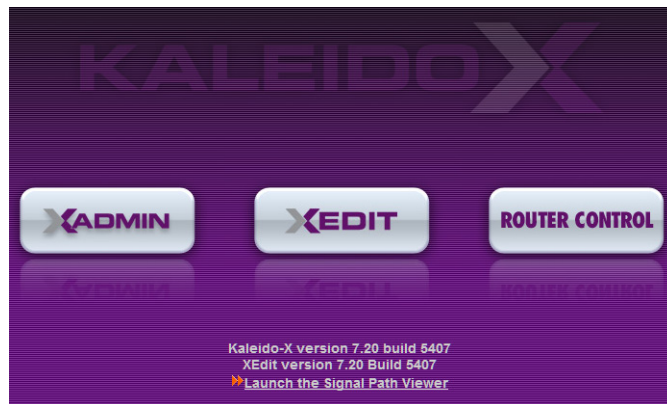 KALEIDOX
XADMIN
XEDIT
ROUTER CONTROL
Kaleido-X version 7.20 build 5407
XEdit version 7.20 Build 5407
Launch the Signal Path Viewer